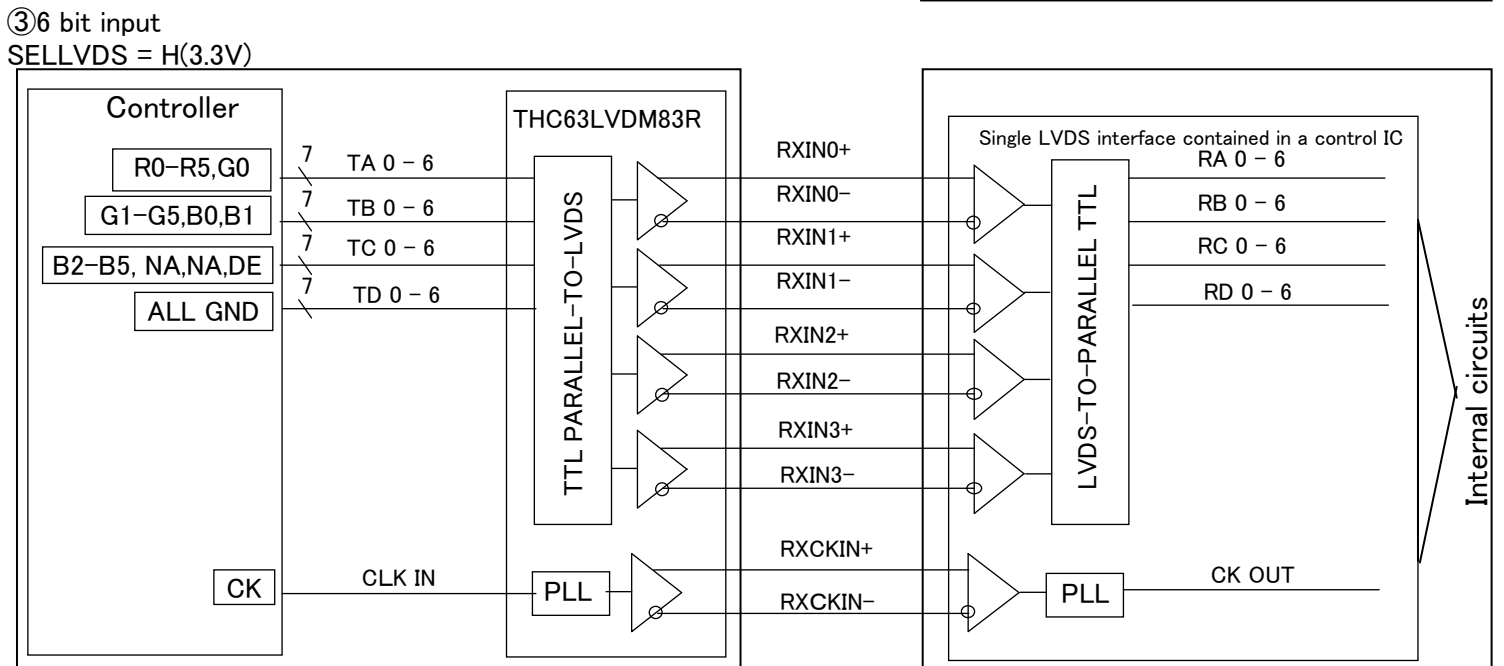 ③6 bit input
SELLVDS = H(3.3V)
Controller
THC63LVDM83R
Single LVDS interface contained in a control IC
R0-R5,G0
7
TA 0 - 6
RXIN0+
RA 0 - 6
G1-G5,B0,B1
7
TB 0 - 6
RXIN0-
RB 0 - 6
B2-B5, NA,NA,DE
7
TC 0 - 6
RXIN1+
RC 0 - 6
ALL GND
7
TD 0 - 6
RXIN1-
RD 0 - 6
TTL PARALLEL-TO-LVDS
LVDS-TO-PARALLEL TTL
RXIN2+
RXIN2-
RXIN3+
RXIN3-
Internal circuits
CK
CLK IN
PLL
RXCKIN+
RXCKIN-
PLL
CK OUT